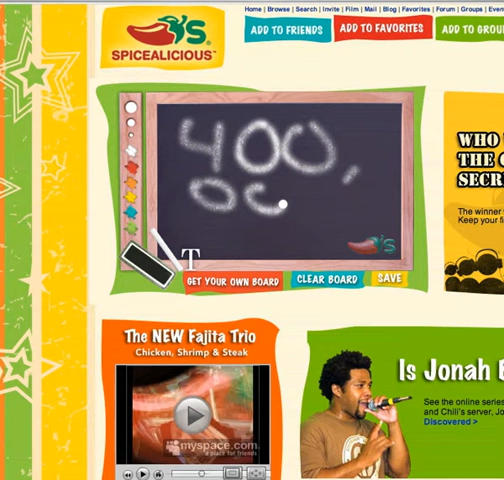 Home | Browse | Search | Invite | Film | Mail | Blog | Favorites | Forum | Groups |
'S
SPICEALICIOUS™
ADD TO FRIENDS
ADD TO FAVORITES
ADD TO GROU
400,
00
'S
T
GET YOUR OWN BOARD
CLEAR BOARD
SAVE
WHO
THE
SECR
The winner
Keep your fi
The NEW Fajita Trio
Chicken, Shrimp & Steak
myspace.com
a place for friends
Is Jonah
See the online series
and Chili's server, Jo
Discovered >